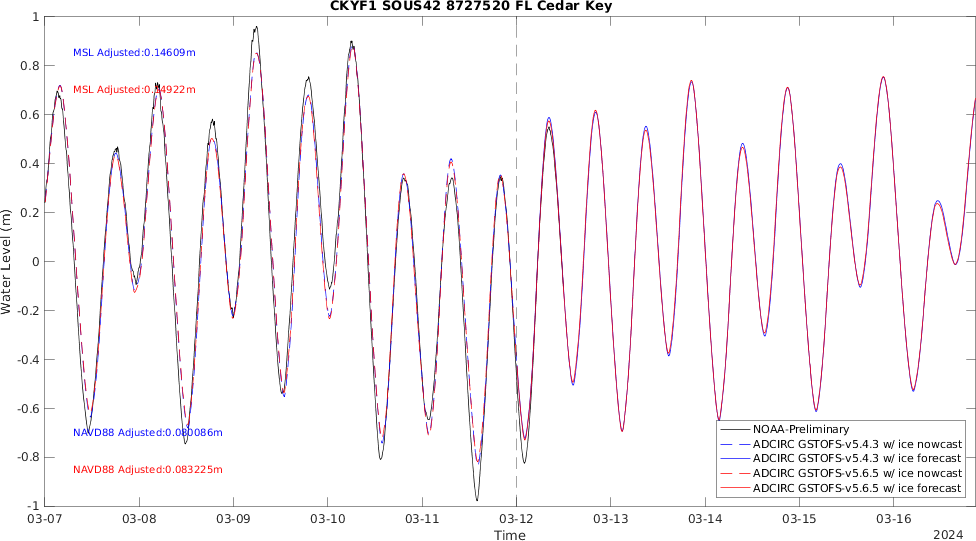 CKYF1 SOUS42 8727520 FL Cedar Key
1
0.8
0.6
0.4
0.2
0
-0.2
-0.4
-0.6
-0.8
-1
Water Level (m)
MSL Adjusted:0.14609m
MSL Adjusted:0.14922m
NAVD88 Adjusted:0.080086m
NAVD88 Adjusted:0.083225m
NOAA-Preliminary
ADCIRC GSTOFS-v5.4.3 w/ ice nowcast
ADCIRC GSTOFS-v5.4.3 w/ ice forecast
ADCIRC GSTOFS-v5.6.5 w/ ice nowcast
ADCIRC GSTOFS-v5.6.5 w/ ice forecast
03-07 03-08 03-09 03-10 03-11 03-12 03-13 03-14 03-15 03-16
Time
2024